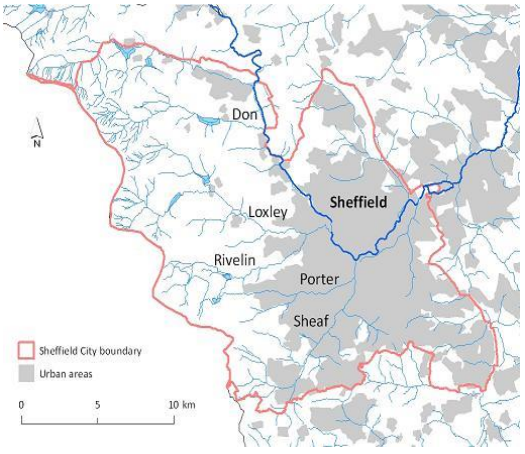 Don
Sheffield
Loxley
Rivelin
Porter
Sheaf
N
Sheffield City boundary
Urban areas
0 5 10 km